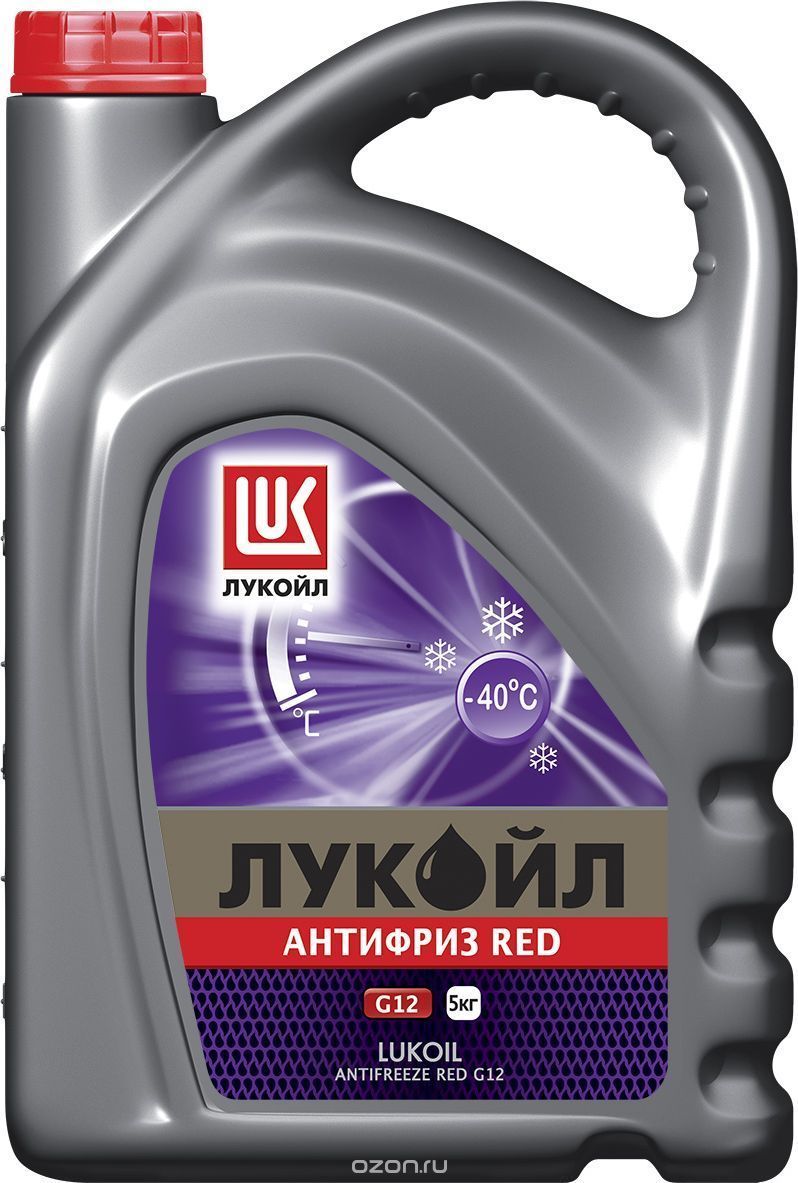 LUK
ЛУКОЙЛ
-40°C
°C
ЛУКОЙЛ
АНТИФРИЗ RED
G12 5кг
LUKOIL
ANTIFREEZE RED G12
ozon.ru